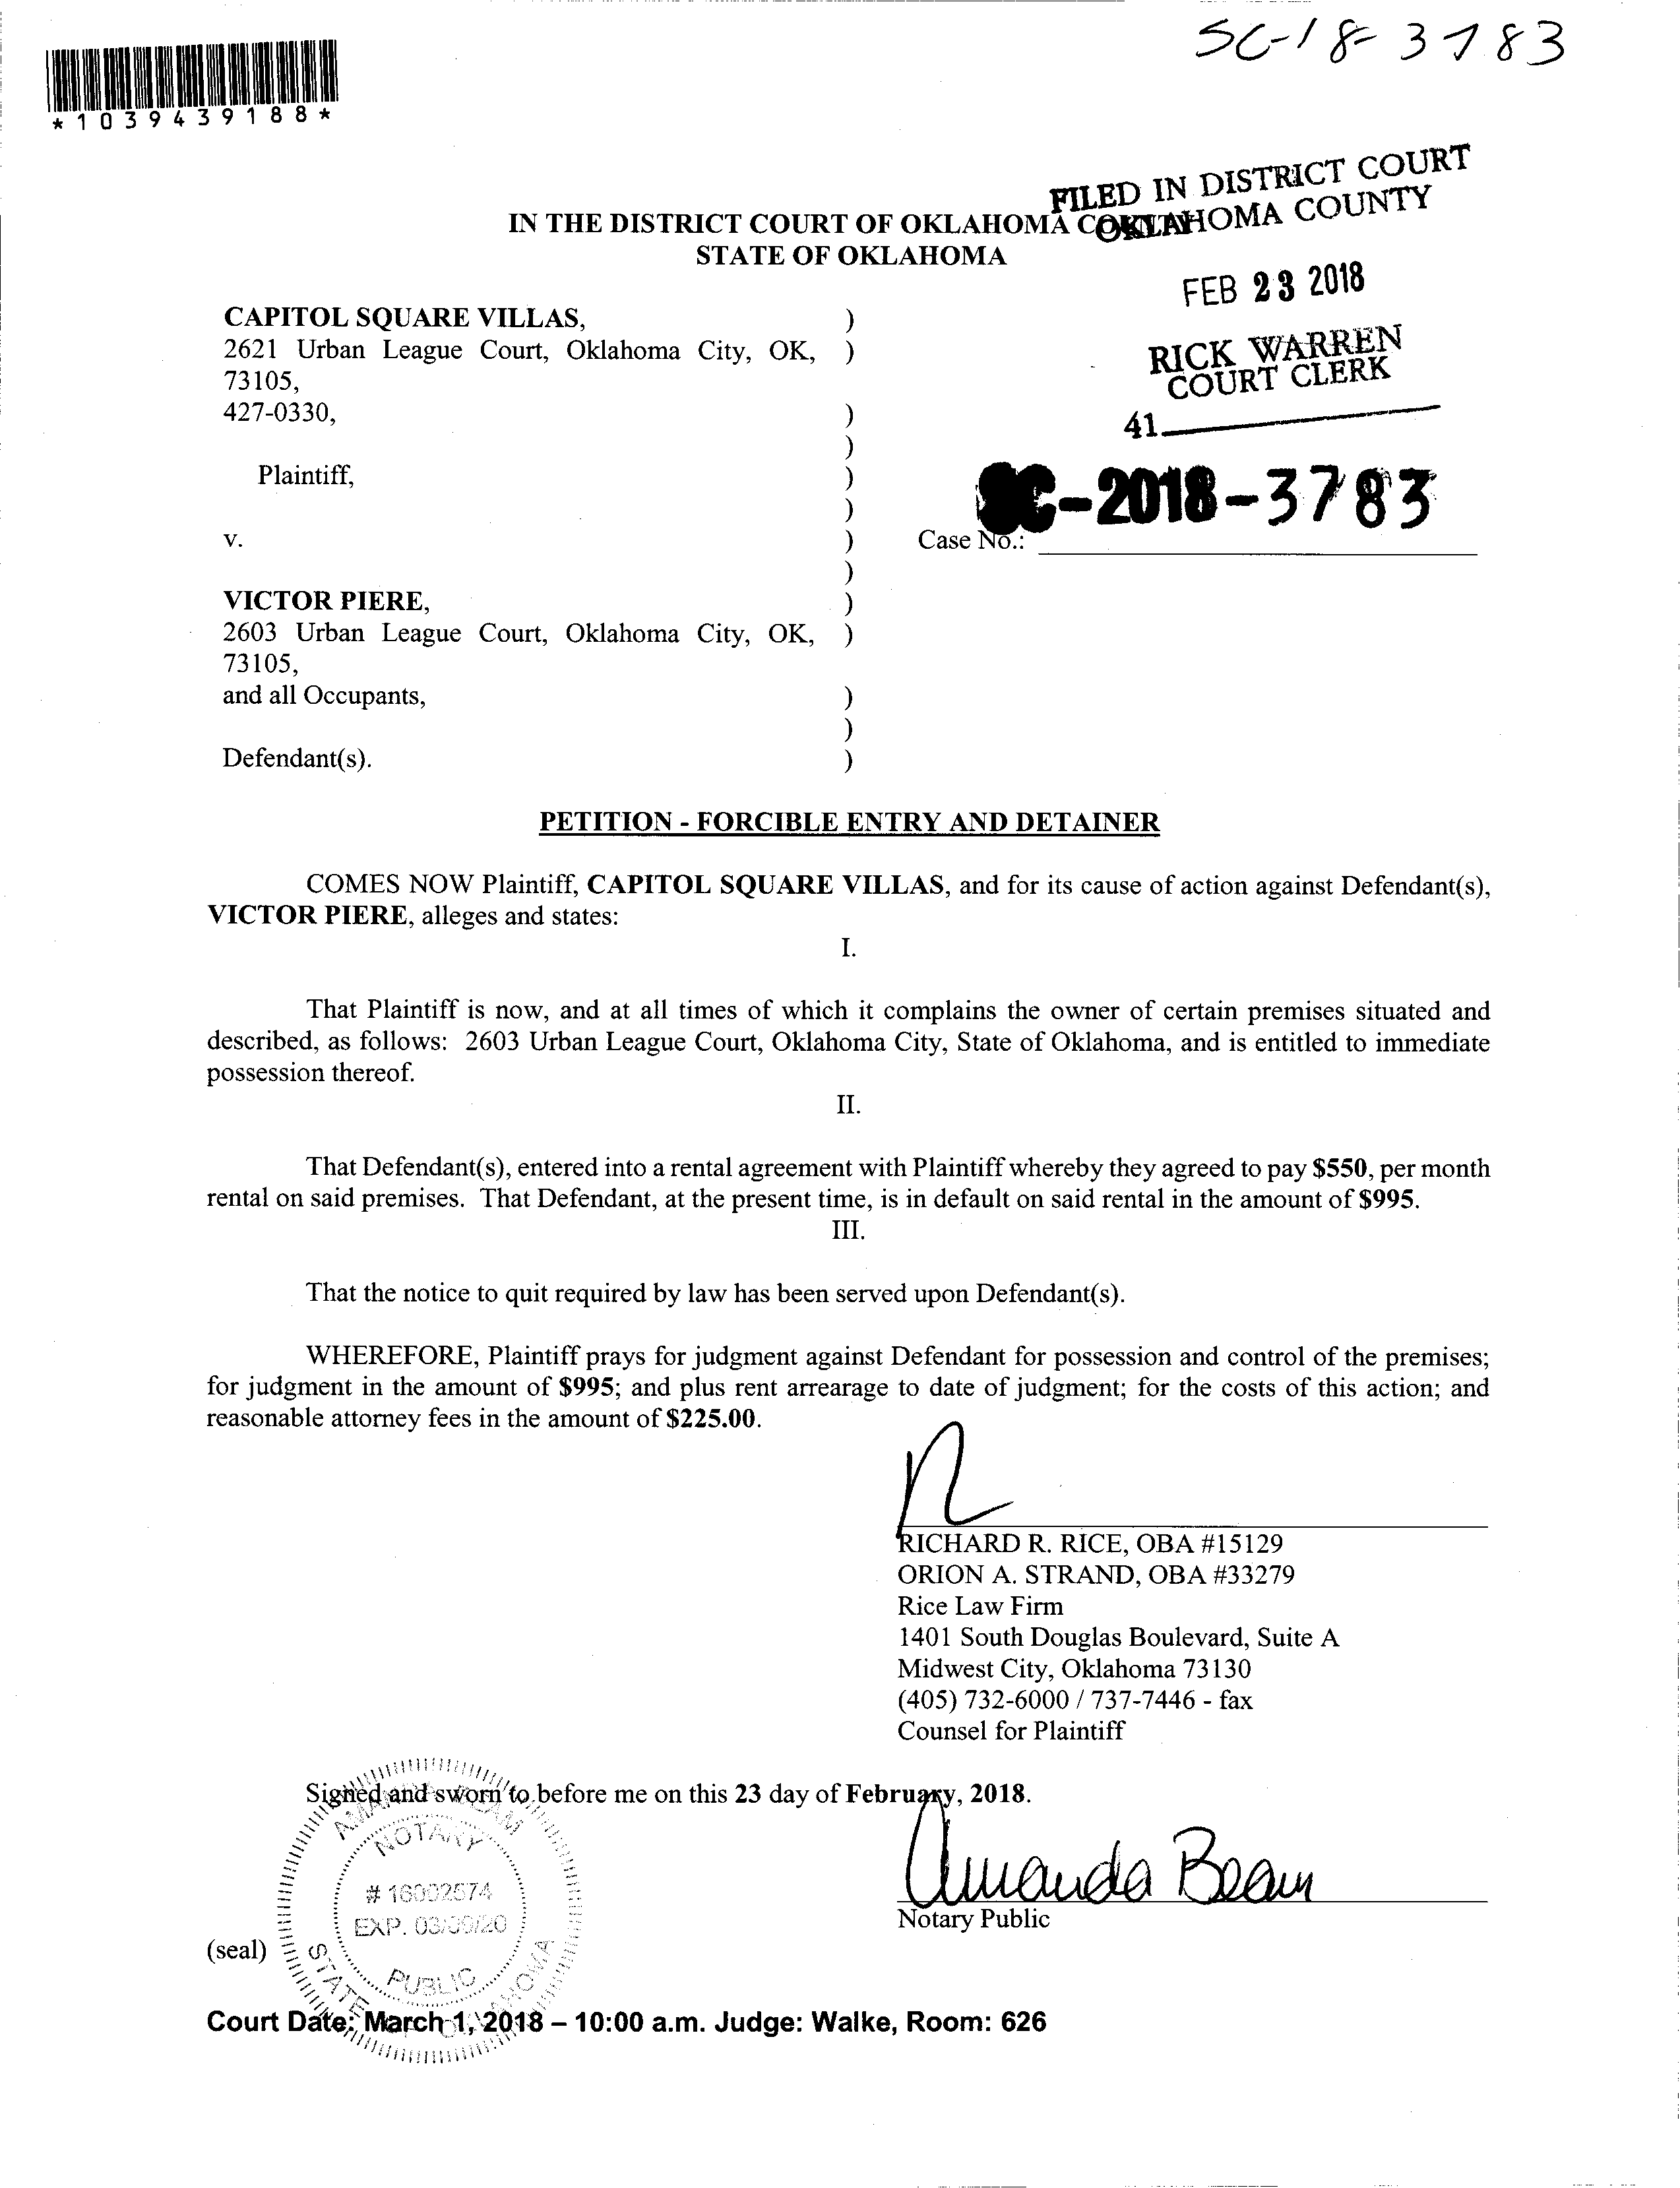 SC-18-3783
*1039439188*
FILED IN DISTRICT COURT
OKLAHOMA COUNTY
IN THE DISTRICT COURT OF OKLAHOMA COUNTY
STATE OF OKLAHOMA
FEB 23 2018
RICK WARREN
COURT CLERK
41
CAPITOL SQUARE VILLAS, )
2621 Urban League Court, Oklahoma City, OK, )
73105,
427-0330, )
)
Plaintiff, )
)
SC-2018-3783
v. ) Case No.:
)
VICTOR PIERE, )
2603 Urban League Court, Oklahoma City, OK, )
73105,
and all Occupants, )
)
Defendant(s). )
PETITION - FORCIBLE ENTRY AND DETAINER
COMES NOW Plaintiff, CAPITOL SQUARE VILLAS, and for its cause of action against Defendant(s),
VICTOR PIERE, alleges and states:
I.
That Plaintiff is now, and at all times of which it complains the owner of certain premises situated and
described, as follows: 2603 Urban League Court, Oklahoma City, State of Oklahoma, and is entitled to immediate
possession thereof.
II.
That Defendant(s), entered into a rental agreement with Plaintiff whereby they agreed to pay $550, per month
rental on said premises. That Defendant, at the present time, is in default on said rental in the amount of $995.
III.
That the notice to quit required by law has been served upon Defendant(s).
WHEREFORE, Plaintiff prays for judgment against Defendant for possession and control of the premises;
for judgment in the amount of $995; and plus rent arrearage to date of judgment; for the costs of this action; and
reasonable attorney fees in the amount of $225.00.
RICHARD R. RICE, OBA #15129
ORION A. STRAND, OBA #33279
Rice Law Firm
1401 South Douglas Boulevard, Suite A
Midwest City, Oklahoma 73130
(405) 732-6000 / 737-7446 - fax
Counsel for Plaintiff
Signed and sworn to before me on this 23 day of February, 2018.
Amanda Beam
Notary Public
AMANDA BEAM
NOTARY
# 16002574
EXP. 03/09/20
PUBLIC
STATE OF OKLAHOMA
(seal)
Court Date: March 1, 2018 – 10:00 a.m. Judge: Walke, Room: 626